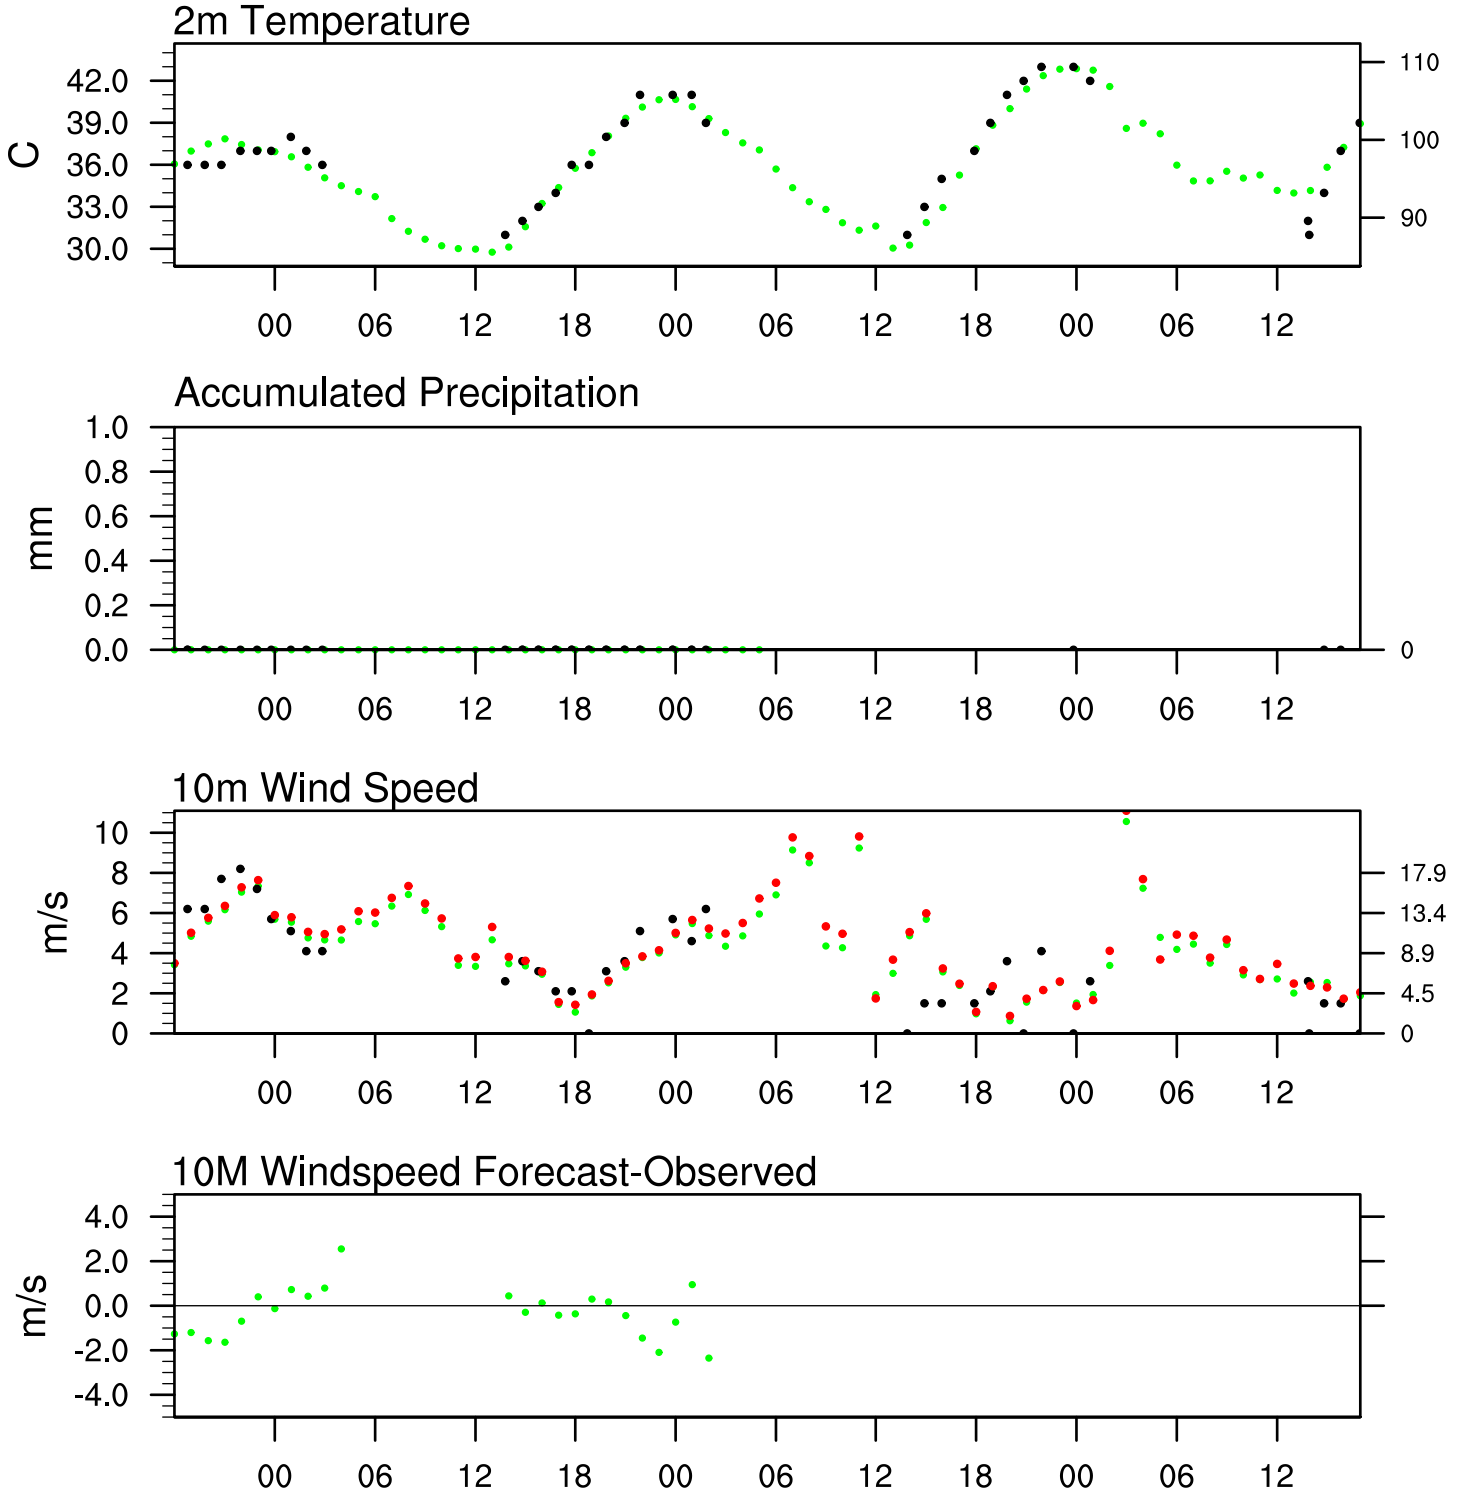 2m Temperature
42.0
39.0
36.0
33.0
30.0
C
110
100
90
00 06 12 18 00 06 12 18 00 06 12
Accumulated Precipitation
1.0
0.8
0.6
0.4
0.2
0.0
mm
0
00 06 12 18 00 06 12 18 00 06 12
10m Wind Speed
10
8
6
4
2
0
m/s
17.9
13.4
8.9
4.5
0
00 06 12 18 00 06 12 18 00 06 12
10M Windspeed Forecast-Observed
4.0
2.0
0.0
-2.0
-4.0
m/s
00 06 12 18 00 06 12 18 00 06 12